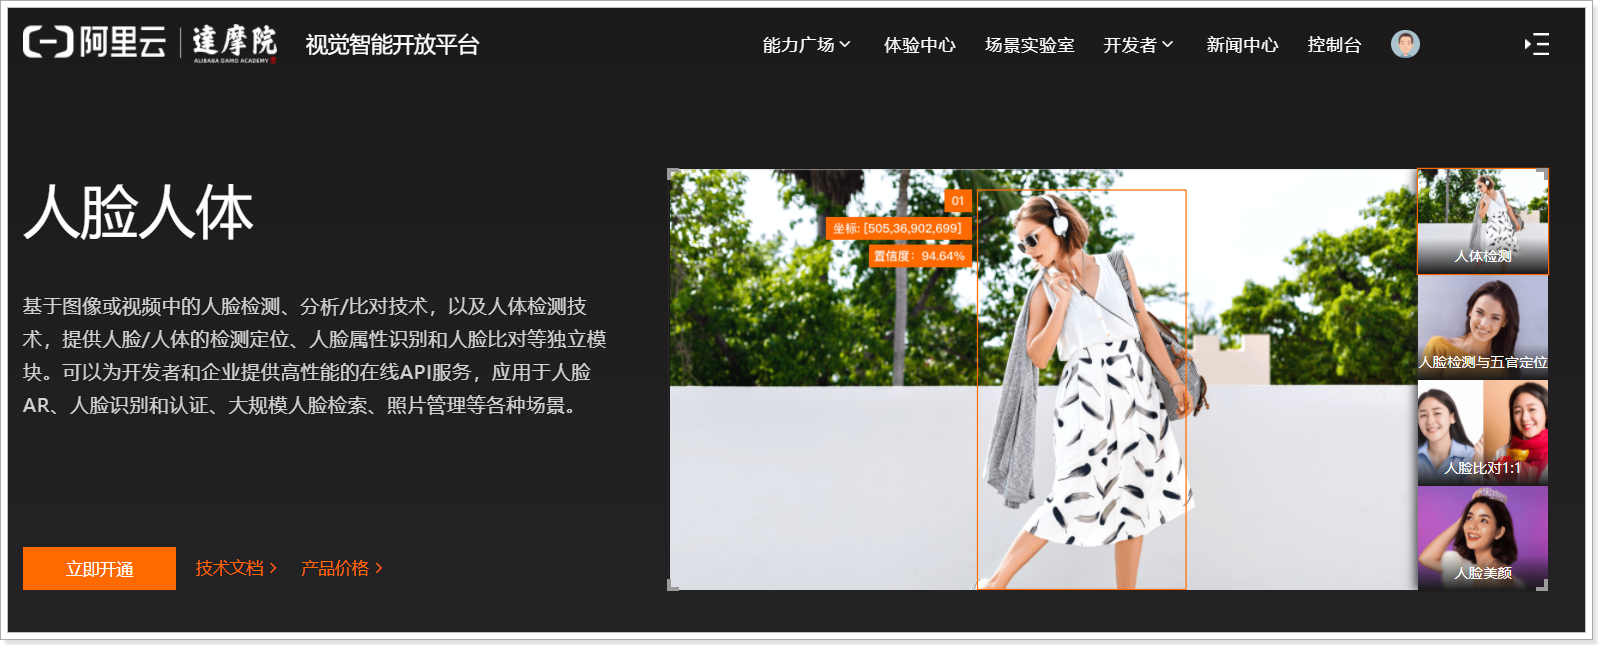 阿里云
達摩院
ALIBABA DAMO ACADEMY
视觉智能开放平台
能力广场
体验中心
场景实验室
开发者
新闻中心
控制台
人脸人体
基于图像或视频中的人脸检测、分析/比对技术，以及人体检测技
术，提供人脸/人体的检测定位、人脸属性识别和人脸比对等独立模
块。可以为开发者和企业提供高性能的在线API服务，应用于人脸
AR、人脸识别和认证、大规模人脸检索、照片管理等各种场景。
立即开通
技术文档
产品价格
01
坐标: [505,36,902,699]
置信度：94.64%
人体检测
人脸检测与五官定位
人脸比对1:1
人脸美颜